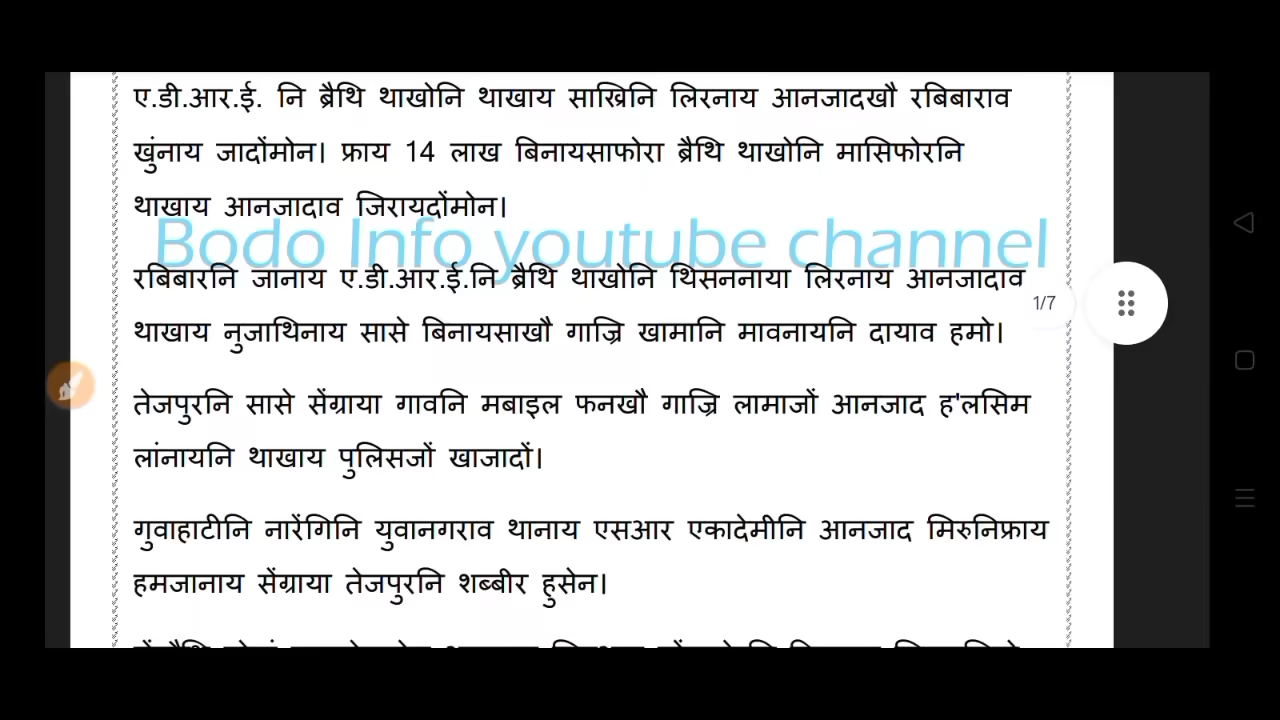 ए.डी.आर.ई. नि ब्रैथि थाखोनि थाखाय साख्रिनि लिरनाय आनजादखौ रबिबाराव
खुंनाय जादोंमोन। फ्राय 14 लाख बिनायसाफोरा ब्रैथि थाखोनि मासिफोरनि
थाखाय आनजादाव जिरायदोंमोन।
Bodo Info youtube channel
रबिबारनि जानाय ए.डी.आर.ई.नि ब्रैथि थाखोनि थिसननाया लिरनाय आनजादाव
1/7
थाखाय नुजाथिनाय सासे बिनायसाखौ गाज्रि खामानि मावनायनि दायाव हमो।
तेजपुरनि सासे सेंग्राया गावनि मबाइल फनखौ गाज्रि लामाजों आनजाद ह'लसिम
लांनायनि थाखाय पुलिसजों खाजादों।
गुवाहाटीनि नारेंगिनि युवानगराव थानाय एसआर एकादेमीनि आनजाद मिरुनिफ्राय
हमजानाय सेंग्राया तेजपुरनि शब्बीर हुसेन।